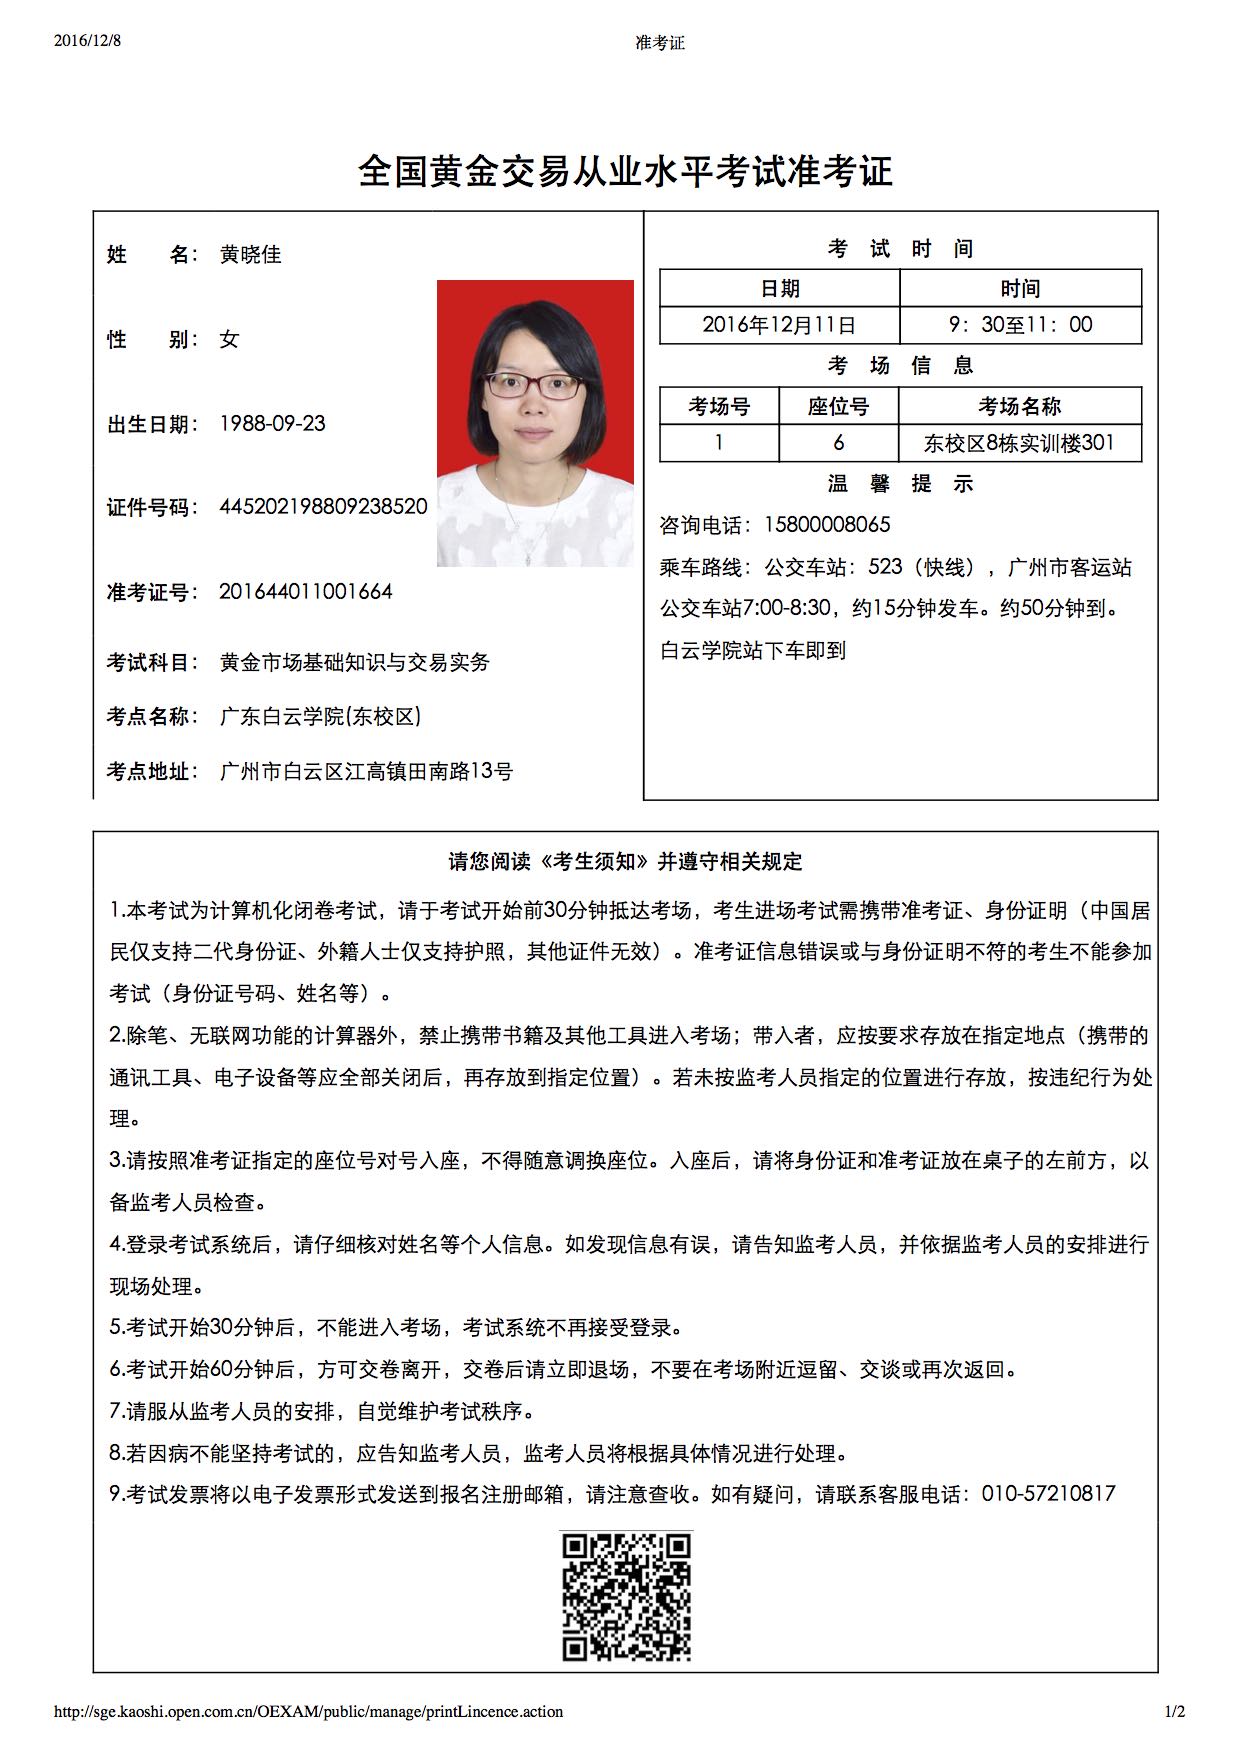 2016/12/8
准考证
全国黄金交易从业水平考试准考证
姓 名： 黄晓佳
性 别： 女
出生日期： 1988-09-23
证件号码： 445202198809238520
准考证号： 201644011001664
考试科目： 黄金市场基础知识与交易实务
考点名称： 广东白云学院(东校区)
考点地址： 广州市白云区江高镇田南路13号
考 试 时 间
日期 时间
2016年12月11日 9：30至11：00
考 场 信 息
考场号 座位号 考场名称
1 6 东校区8栋实训楼301
温 馨 提 示
咨询电话：15800008065
乘车路线：公交车站：523（快线），广州市客运站
公交车站7:00-8:30，约15分钟发车。约50分钟到。
白云学院站下车即到
请您阅读《考生须知》并遵守相关规定
1.本考试为计算机化闭卷考试，请于考试开始前30分钟抵达考场，考生进场考试需携带准考证、身份证明（中国居
民仅支持二代身份证、外籍人士仅支持护照，其他证件无效）。准考证信息错误或与身份证明不符的考生不能参加
考试（身份证号码、姓名等）。
2.除笔、无联网功能的计算器外，禁止携带书籍及其他工具进入考场；带入者，应按要求存放在指定地点（携带的
通讯工具、电子设备等应全部关闭后，再存放到指定位置）。若未按监考人员指定的位置进行存放，按违纪行为处
理。
3.请按照准考证指定的座位号对号入座，不得随意调换座位。入座后，请将身份证和准考证放在桌子的左前方，以
备监考人员检查。
4.登录考试系统后，请仔细核对姓名等个人信息。如发现信息有误，请告知监考人员，并依据监考人员的安排进行
现场处理。
5.考试开始30分钟后，不能进入考场，考试系统不再接受登录。
6.考试开始60分钟后，方可交卷离开，交卷后请立即退场，不要在考场附近逗留、交谈或再次返回。
7.请服从监考人员的安排，自觉维护考试秩序。
8.若因病不能坚持考试的，应告知监考人员，监考人员将根据具体情况进行处理。
9.考试发票将以电子发票形式发送到报名注册邮箱，请注意查收。如有疑问，请联系客服电话：010-57210817
http://sge.kaoshi.open.com.cn/OEXAM/public/manage/printLincence.action
1/2